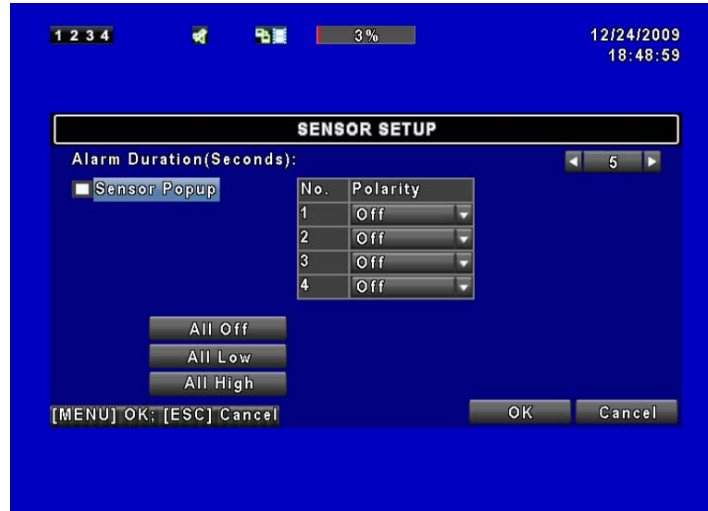 1 2 3 4 3% 12/24/2009
18:48:59
SENSOR SETUP
Alarm Duration(Seconds): 5
Sensor Popup No. Polarity
1 Off
2 Off
3 Off
4 Off
All Off
All Low
All High
[MENU] OK; [ESC] Cancel OK Cancel